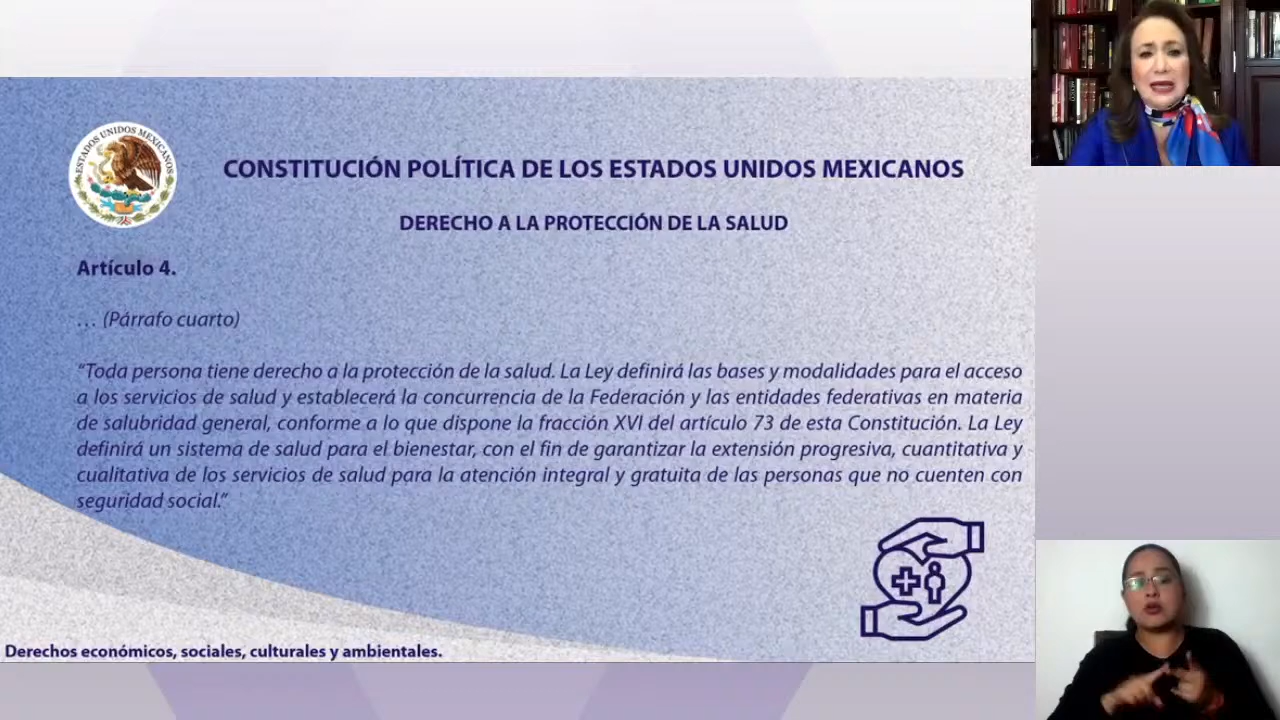 ESTADOS UNIDOS MEXICANOS
CONSTITUCIÓN POLÍTICA DE LOS ESTADOS UNIDOS MEXICANOS
DERECHO A LA PROTECCIÓN DE LA SALUD
Artículo 4.
… (Párrafo cuarto)
“Toda persona tiene derecho a la protección de la salud. La Ley definirá las bases y modalidades para el acceso
a los servicios de salud y establecerá la concurrencia de la Federación y las entidades federativas en materia
de salubridad general, conforme a lo que dispone la fracción XVI del artículo 73 de esta Constitución. La Ley
definirá un sistema de salud para el bienestar, con el fin de garantizar la extensión progresiva, cuantitativa y
cualitativa de los servicios de salud para la atención integral y gratuita de las personas que no cuenten con
seguridad social.”
Derechos económicos, sociales, culturales y ambientales.